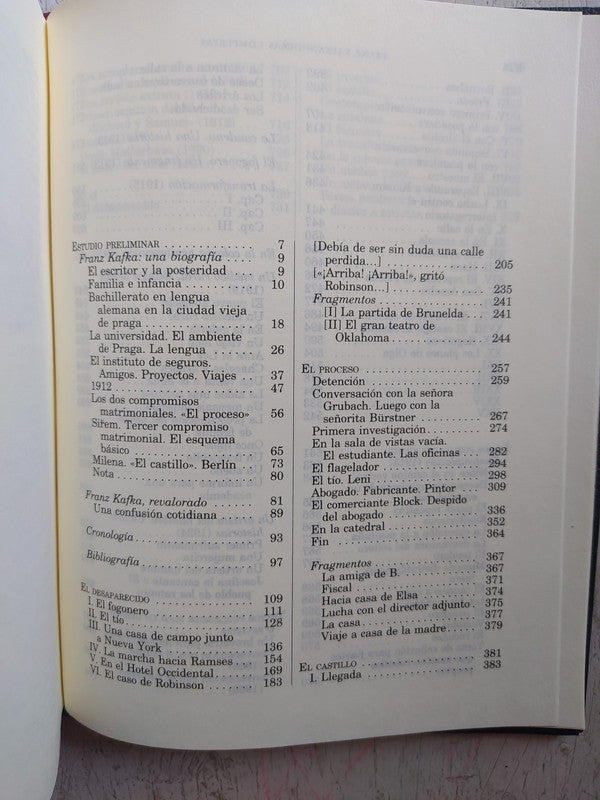 ESTUDIO PRELIMINAR . . . . . . . . . . . . . 7
Franz Kafka: una biografía . . . . . 9
El escritor y la posteridad . . . 9
Familia e infancia . . . . . . . . . . 10
Bachillerato en lengua
alemana en la ciudad vieja
de praga . . . . . . . . . . . . . . . . 18
La universidad. El ambiente
de Praga. La lengua . . . . . . 26
El instituto de seguros.
Amigos. Proyectos. Viajes . . 37
1912 . . . . . . . . . . . . . . . . . . . . . 47
Los dos compromisos
matrimoniales. «El proceso» 56
Siřem. Tercer compromiso
matrimonial. El esquema
básico . . . . . . . . . . . . . . . . . . 65
Milena. «El castillo». Berlín . . 73
Nota . . . . . . . . . . . . . . . . . . . . . 80
Franz Kafka, revalorado . . . . . . . 81
Una confusión cotidiana . . . . . 89
Cronología . . . . . . . . . . . . . . . . . . 93
Bibliografía . . . . . . . . . . . . . . . . . 97
EL DESAPARECIDO . . . . . . . . . . . . . . . 109
I. El fogonero . . . . . . . . . . . . . . 111
II. El tío . . . . . . . . . . . . . . . . . . . 128
III. Una casa de campo junto
a Nueva York . . . . . . . . . . . . 136
IV. La marcha hacia Ramses . . . . 154
V. En el Hotel Occidental . . . . . . 169
VI. El caso de Robinson . . . . . . . 183
[Debía de ser sin duda una calle
perdida...] . . . . . . . . . . . . . . . 205
[«¡Arriba! ¡Arriba!», gritó
Robinson...] . . . . . . . . . . . . . . 235
Fragmentos . . . . . . . . . . . . . . . . . 241
[I] La partida de Brunelda . . . 241
[II] El gran teatro de
Oklahoma . . . . . . . . . . . . . . 244
EL PROCESO . . . . . . . . . . . . . . . . . . . 257
Detención . . . . . . . . . . . . . . . . . . 259
Conversación con la señora
Grubach. Luego con la
señorita Bürstner . . . . . . . . . 267
Primera investigación . . . . . . . . . 274
En la sala de vistas vacía.
El estudiante. Las oficinas . . . 282
El flagelador . . . . . . . . . . . . . . . . 294
El tío. Leni . . . . . . . . . . . . . . . . . 298
Abogado. Fabricante. Pintor . . . . 309
El comerciante Block. Despido
del abogado . . . . . . . . . . . . . . 336
En la catedral . . . . . . . . . . . . . . . 352
Fin . . . . . . . . . . . . . . . . . . . . . . . 364
Fragmentos . . . . . . . . . . . . . . . . . 367
La amiga de B. . . . . . . . . . . . . 367
Fiscal . . . . . . . . . . . . . . . . . . . 371
Hacia casa de Elsa . . . . . . . . . 374
Lucha con el director adjunto . 375
La casa . . . . . . . . . . . . . . . . . . 377
Viaje a casa de la madre . . . . . 379
EL CASTILLO . . . . . . . . . . . . . . . . . . . 381
I. Llegada . . . . . . . . . . . . . . . . . 383